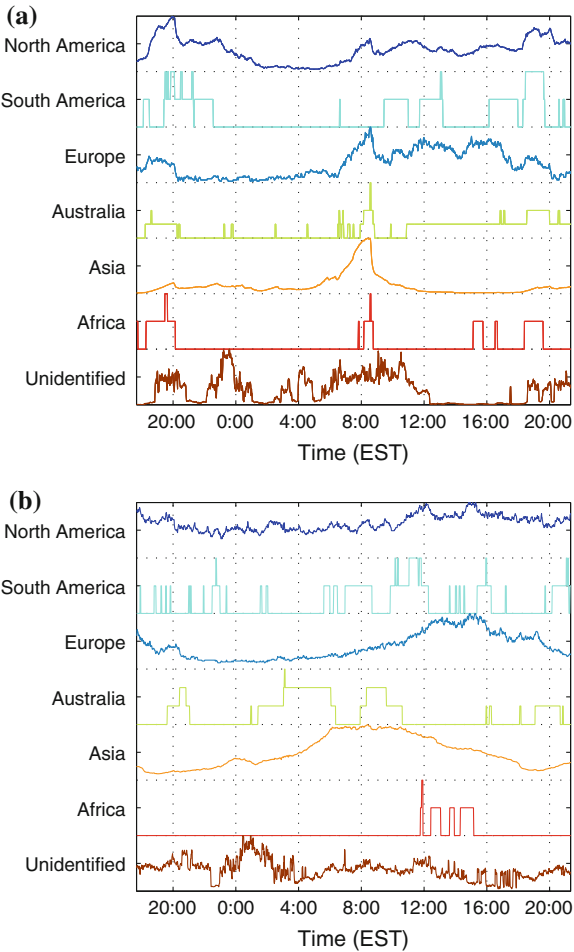 (a)
North America
South America
Europe
Australia
Asia
Africa
Unidentified
20:00 0:00 4:00 8:00 12:00 16:00 20:00
Time (EST)
(b)
North America
South America
Europe
Australia
Asia
Africa
Unidentified
20:00 0:00 4:00 8:00 12:00 16:00 20:00
Time (EST)